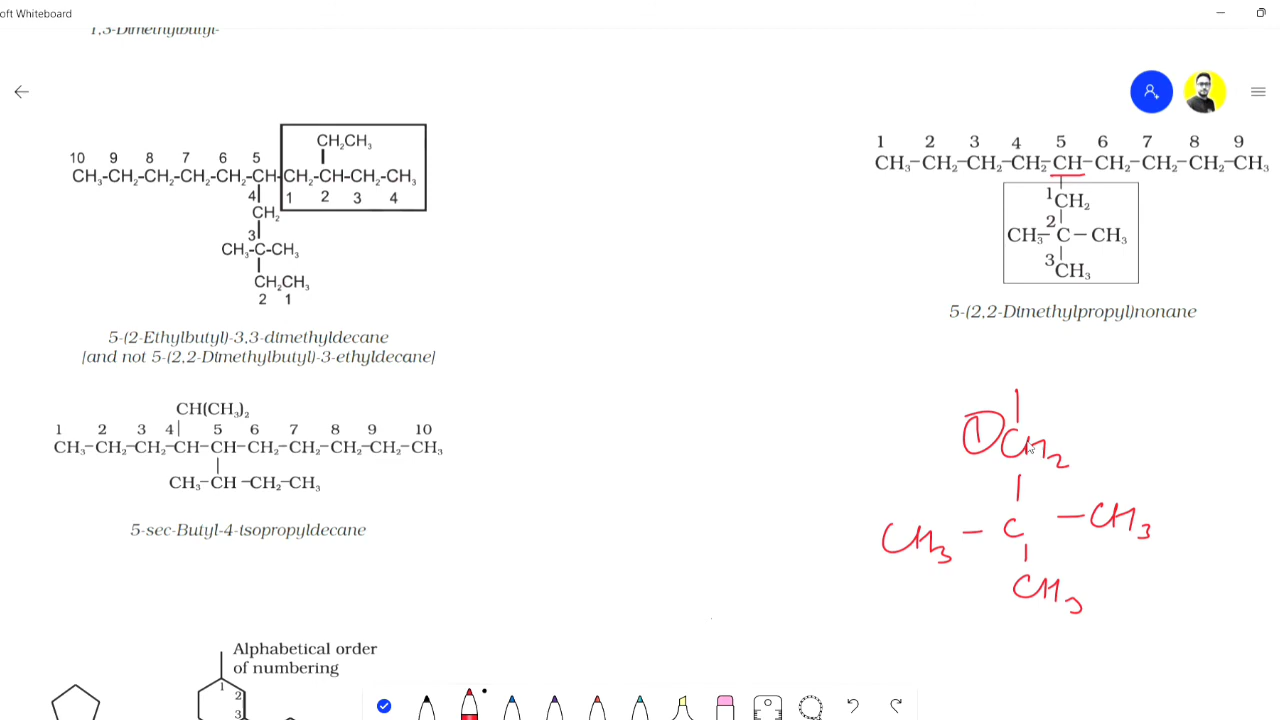 oft Whiteboard
1,3-Dimethylbutyl-
CH₂CH₃
10 9 8 7 6 5
CH₃-CH₂-CH₂-CH₂-CH₂-CH-CH₂-CH-CH₂-CH₃
4 1 2 3 4
CH₂
3
CH₃-C-CH₃
CH₂CH₃
2 1
5-(2-Ethylbutyl)-3,3-dimethyldecane
[and not 5-(2,2-Dimethylbutyl)-3-ethyldecane]
CH(CH₃)₂
1 2 3 4 5 6 7 8 9 10
CH₃-CH₂-CH₂-CH-CH-CH₂-CH₂-CH₂-CH₂-CH₃
CH₃-CH-CH₂-CH₃
5-sec-Butyl-4-isopropyldecane
Alphabetical order
of numbering
1
2
3
1 2 3 4 5 6 7 8 9
CH₃-CH₂-CH₂-CH₂-CH-CH₂-CH₂-CH₂-CH₃
1CH₂
2
CH₃-C-CH₃
3CH₃
5-(2,2-Dimethylpropyl)nonane
① CH₂
CH₃ - C - CH₃
CH₃